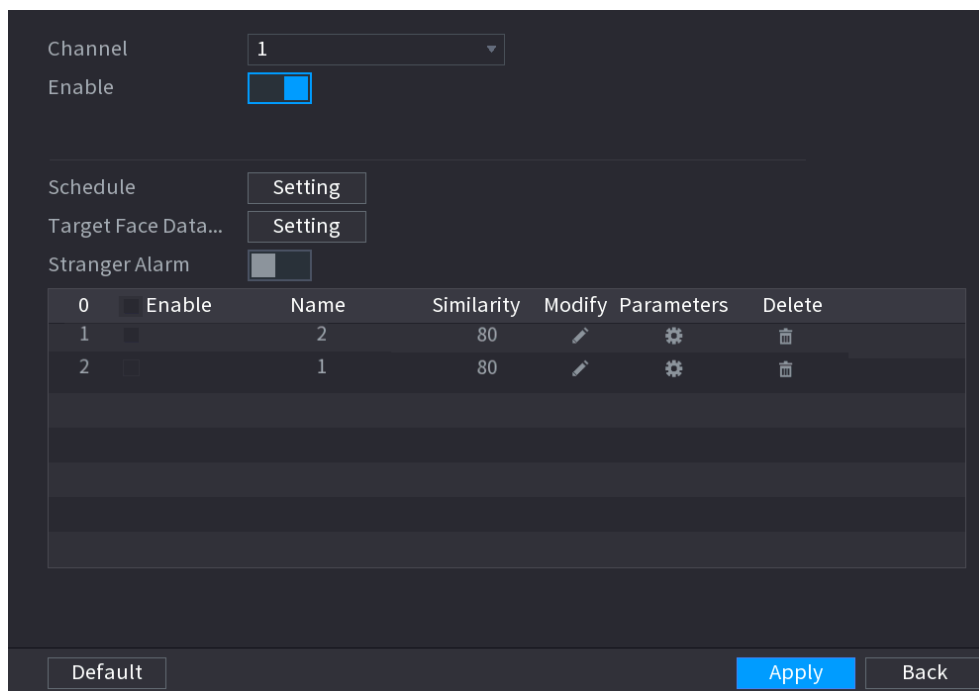 Channel 1
Enable
Schedule Setting
Target Face Data... Setting
Stranger Alarm
0 Enable Name Similarity Modify Parameters Delete
1 2 80
2 1 80
Default Apply Back